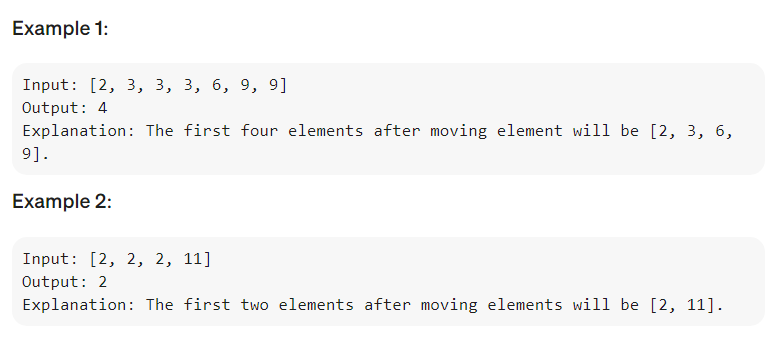 Example 1:
Input: [2, 3, 3, 3, 6, 9, 9]
Output: 4
Explanation: The first four elements after moving element will be [2, 3, 6,
9].
Example 2:
Input: [2, 2, 2, 11]
Output: 2
Explanation: The first two elements after moving elements will be [2, 11].